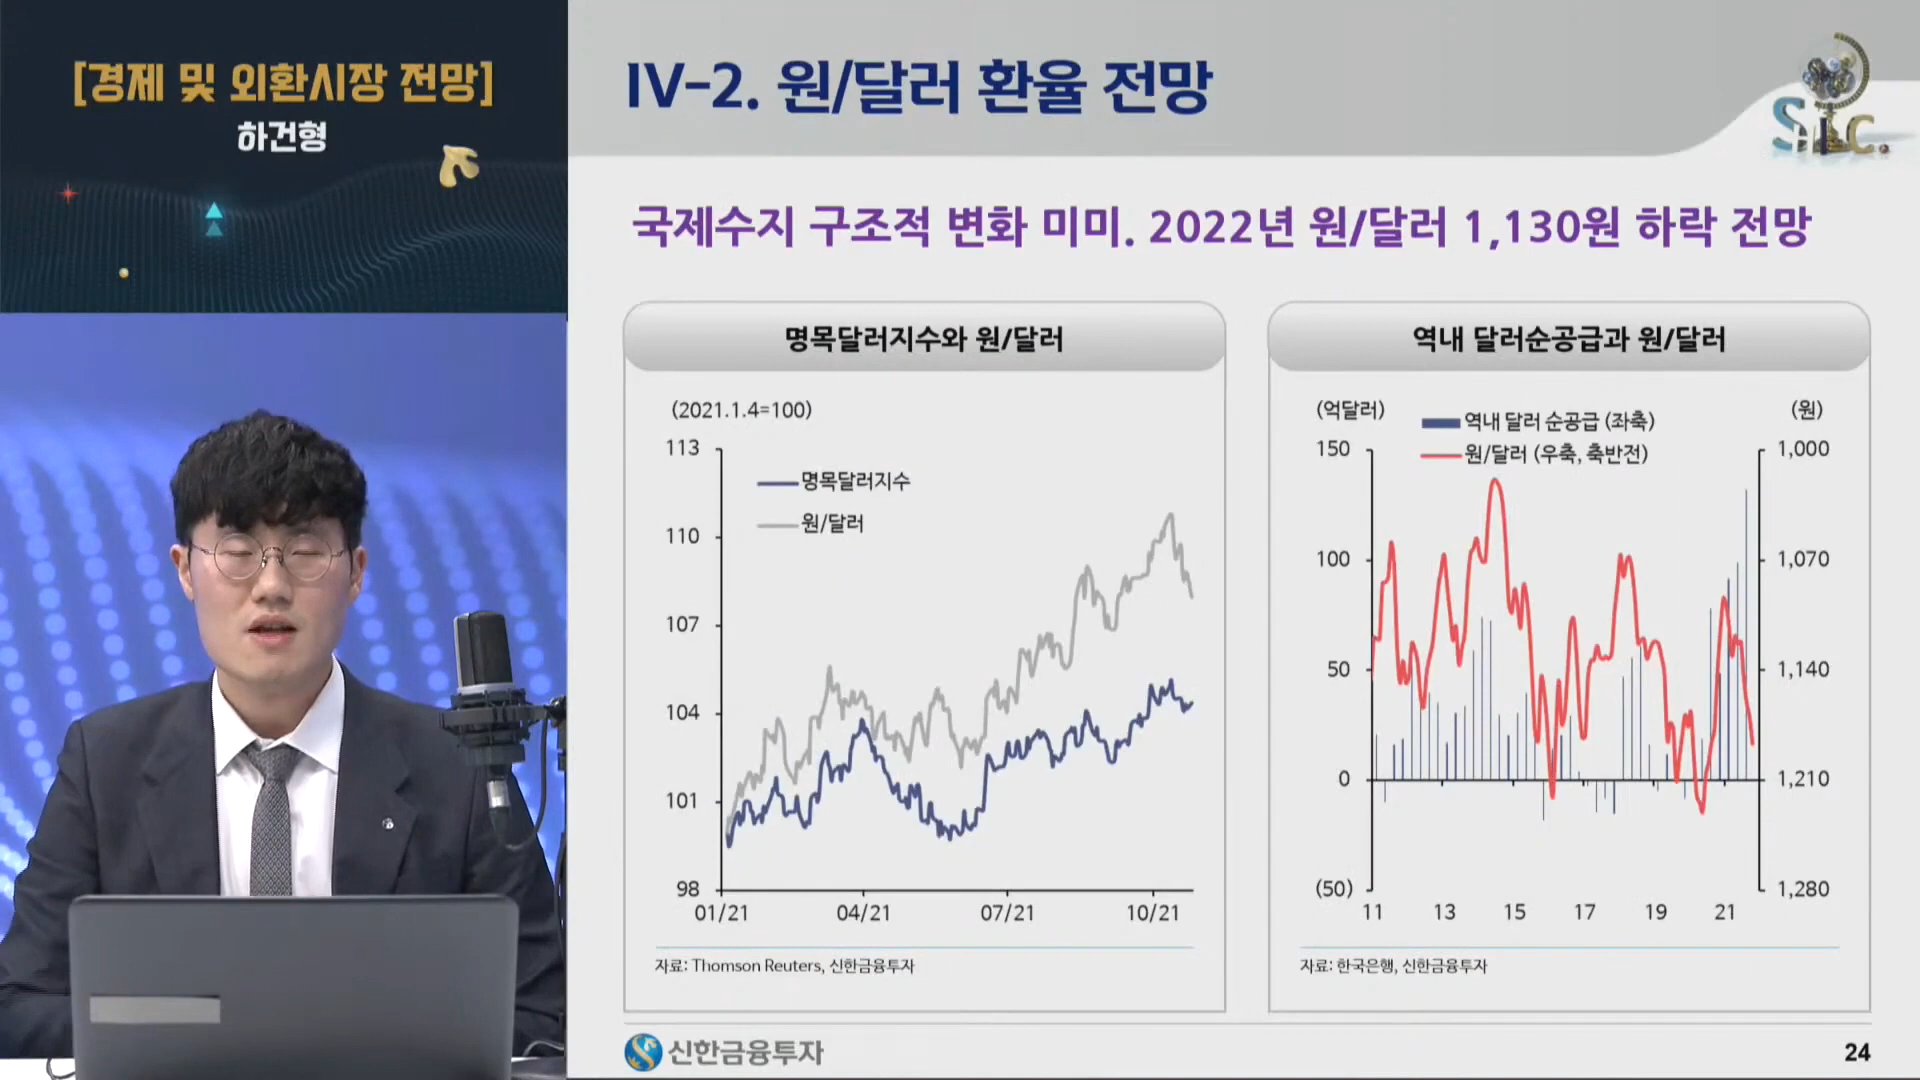 [경제 및 외환시장 전망]
하건형
IV-2. 원/달러 환율 전망
SHLC.
국제수지 구조적 변화 미미. 2022년 원/달러 1,130원 하락 전망
명목달러지수와 원/달러
(2021.1.4=100)
113
110
107
104
101
98
명목달러지수
원/달러
01/21 04/21 07/21 10/21
자료: Thomson Reuters, 신한금융투자
역내 달러순공급과 원/달러
(억달러)
(원)
역내 달러 순공급 (좌축)
원/달러 (우축, 축반전)
150
100
50
0
(50)
1,000
1,070
1,140
1,210
1,280
11 13 15 17 19 21
자료: 한국은행, 신한금융투자
신한금융투자
24